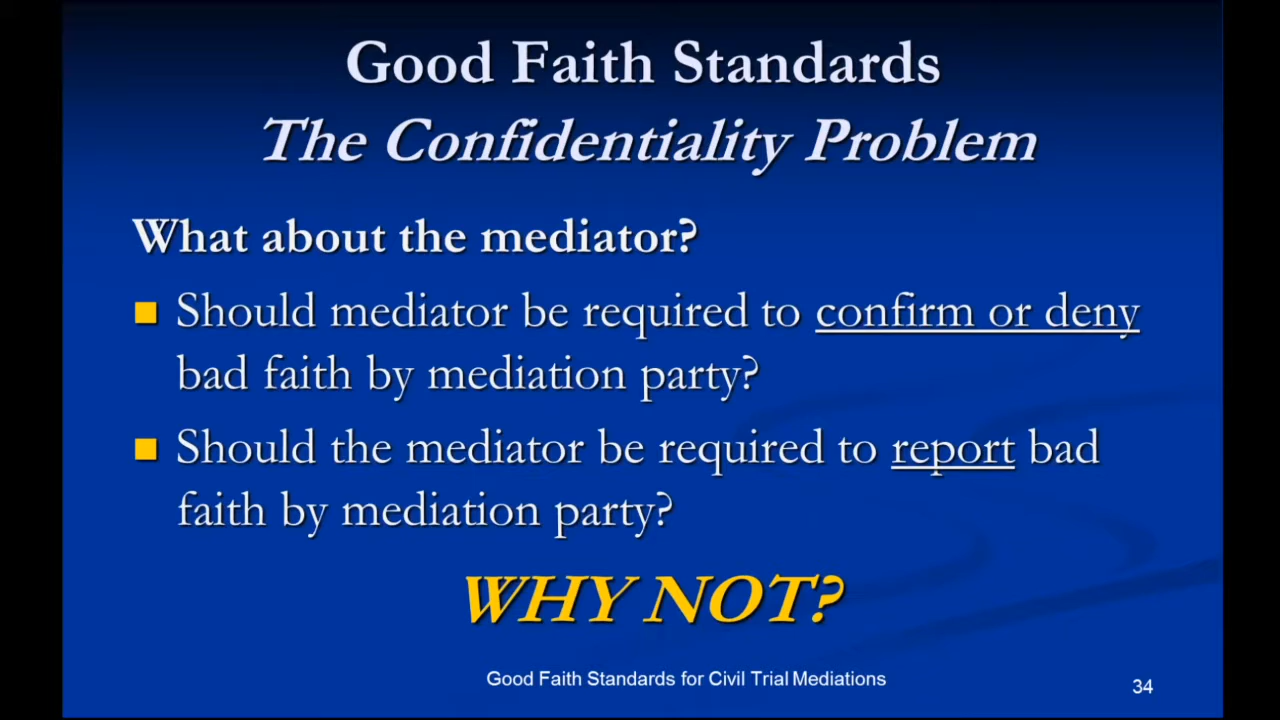 Good Faith Standards
The Confidentiality Problem
What about the mediator?
Should mediator be required to confirm or deny
bad faith by mediation party?
Should the mediator be required to report bad
faith by mediation party?
WHY NOT?
Good Faith Standards for Civil Trial Mediations
34